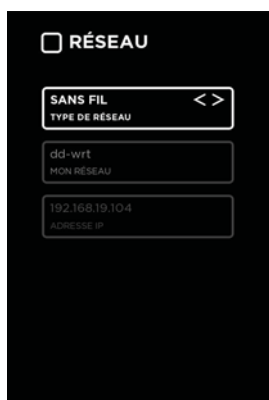 RÉSEAU
SANS FIL < >
TYPE DE RÉSEAU
dd-wrt
MON RÉSEAU
192.168.19.104
ADRESSE IP